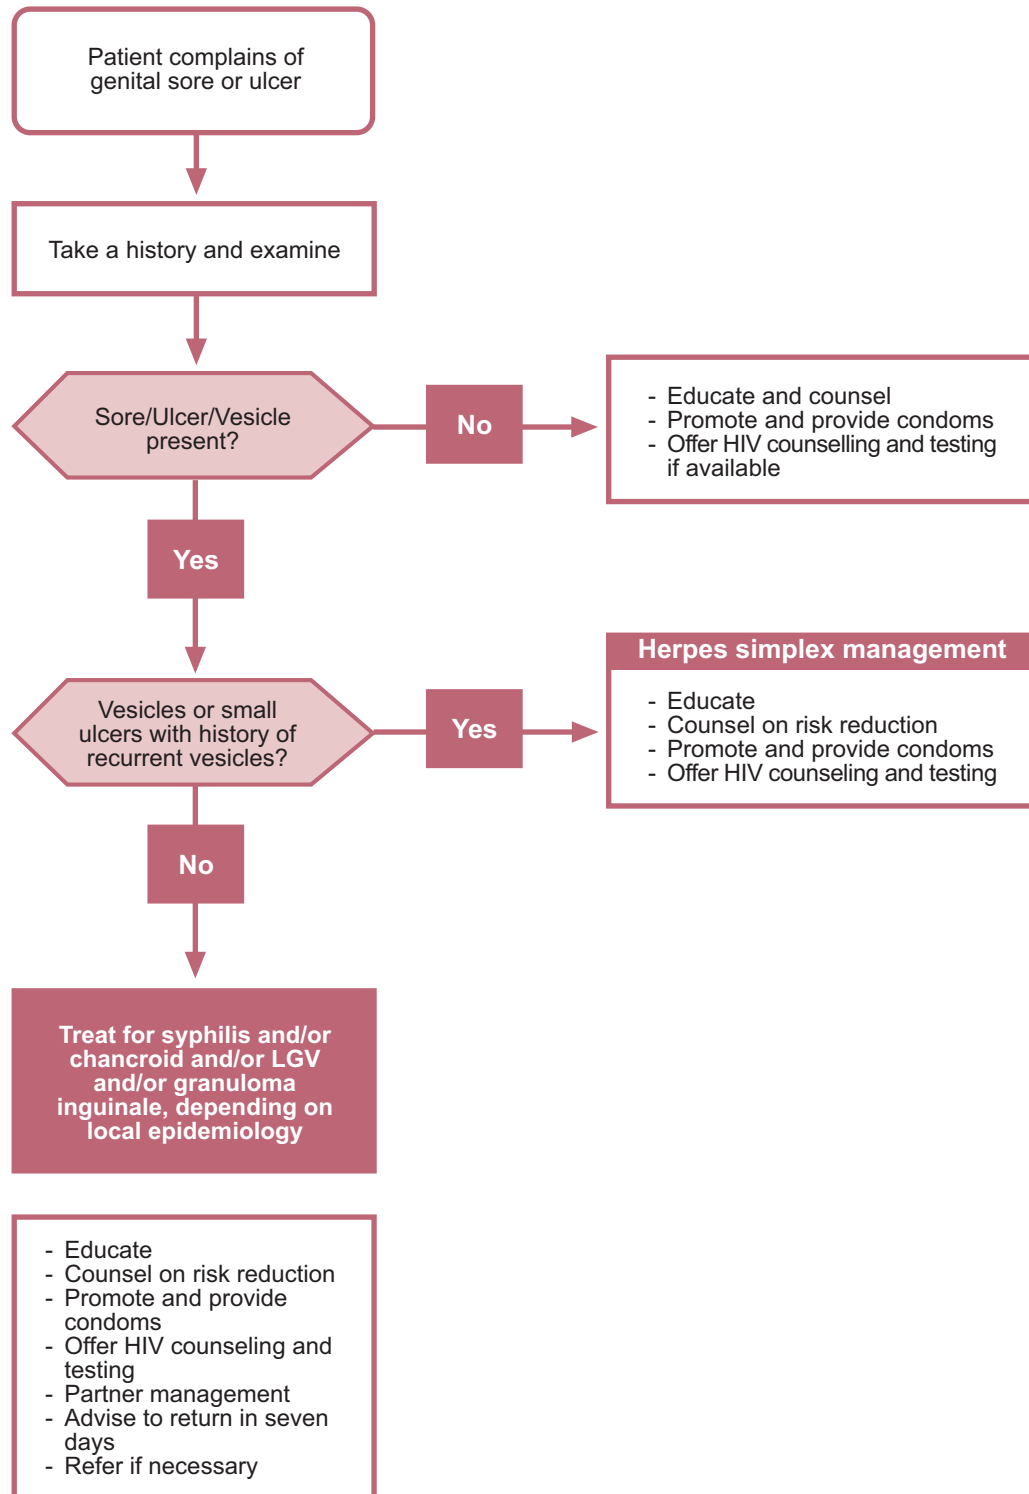 Patient complains of
genital sore or ulcer
Take a history and examine
Sore/Ulcer/Vesicle
present?
No
- Educate and counsel
- Promote and provide condoms
- Offer HIV counselling and testing
if available
Yes
Vesicles or small
ulcers with history of
recurrent vesicles?
Yes
Herpes simplex management
- Educate
- Counsel on risk reduction
- Promote and provide condoms
- Offer HIV counseling and testing
No
Treat for syphilis and/or
chancroid and/or LGV
and/or granuloma
inguinale, depending on
local epidemiology
- Educate
- Counsel on risk reduction
- Promote and provide
condoms
- Offer HIV counseling and
testing
- Partner management
- Advise to return in seven
days
- Refer if necessary